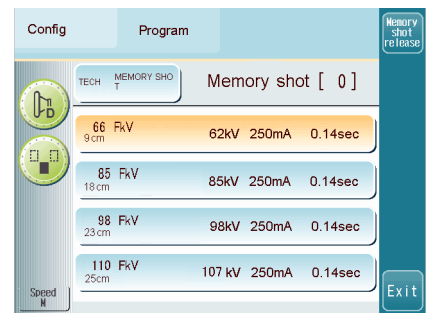 Config Program
Memory
shot
release
TECH MEMORY SHO
T
Memory shot [ 0]
D
66 FkV 62kV 250mA 0.14sec
9cm
85 FkV 85kV 250mA 0.14sec
18cm
98 FkV 98kV 250mA 0.14sec
23cm
110 FkV 107 kV 250mA 0.14sec
25cm
Speed
N
Exit